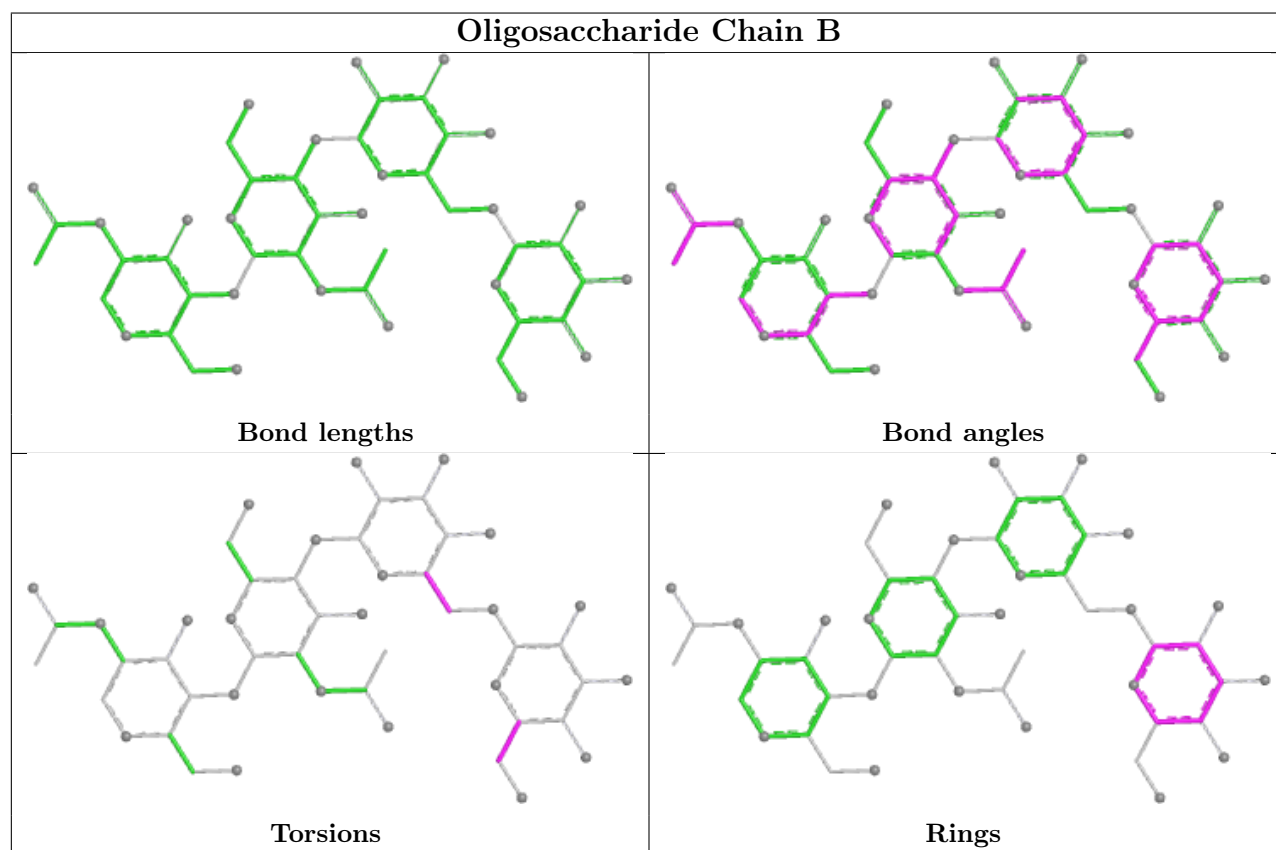 Oligosaccharide Chain B
Bond lengths
Bond angles
Torsions
Rings